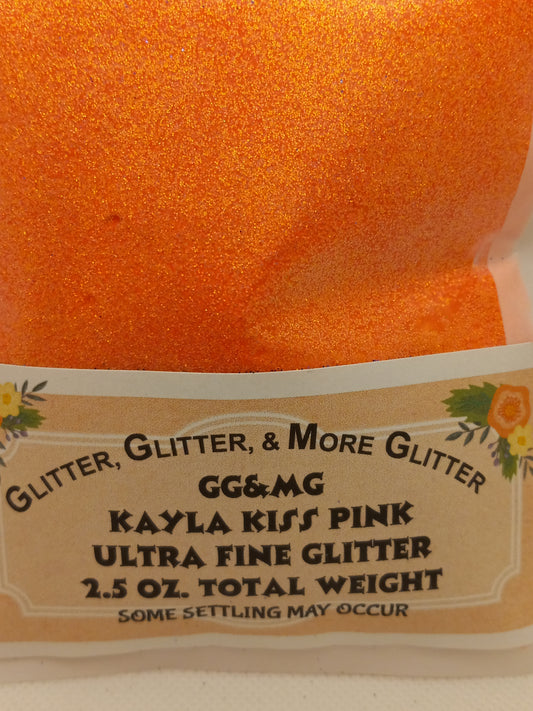 GLITTER, GLITTER, & MORE GLITTER
GG&MG
KAYLA KISS PINK
ULTRA FINE GLITTER
2.5 OZ. TOTAL WEIGHT
SOME SETTLING MAY OCCUR